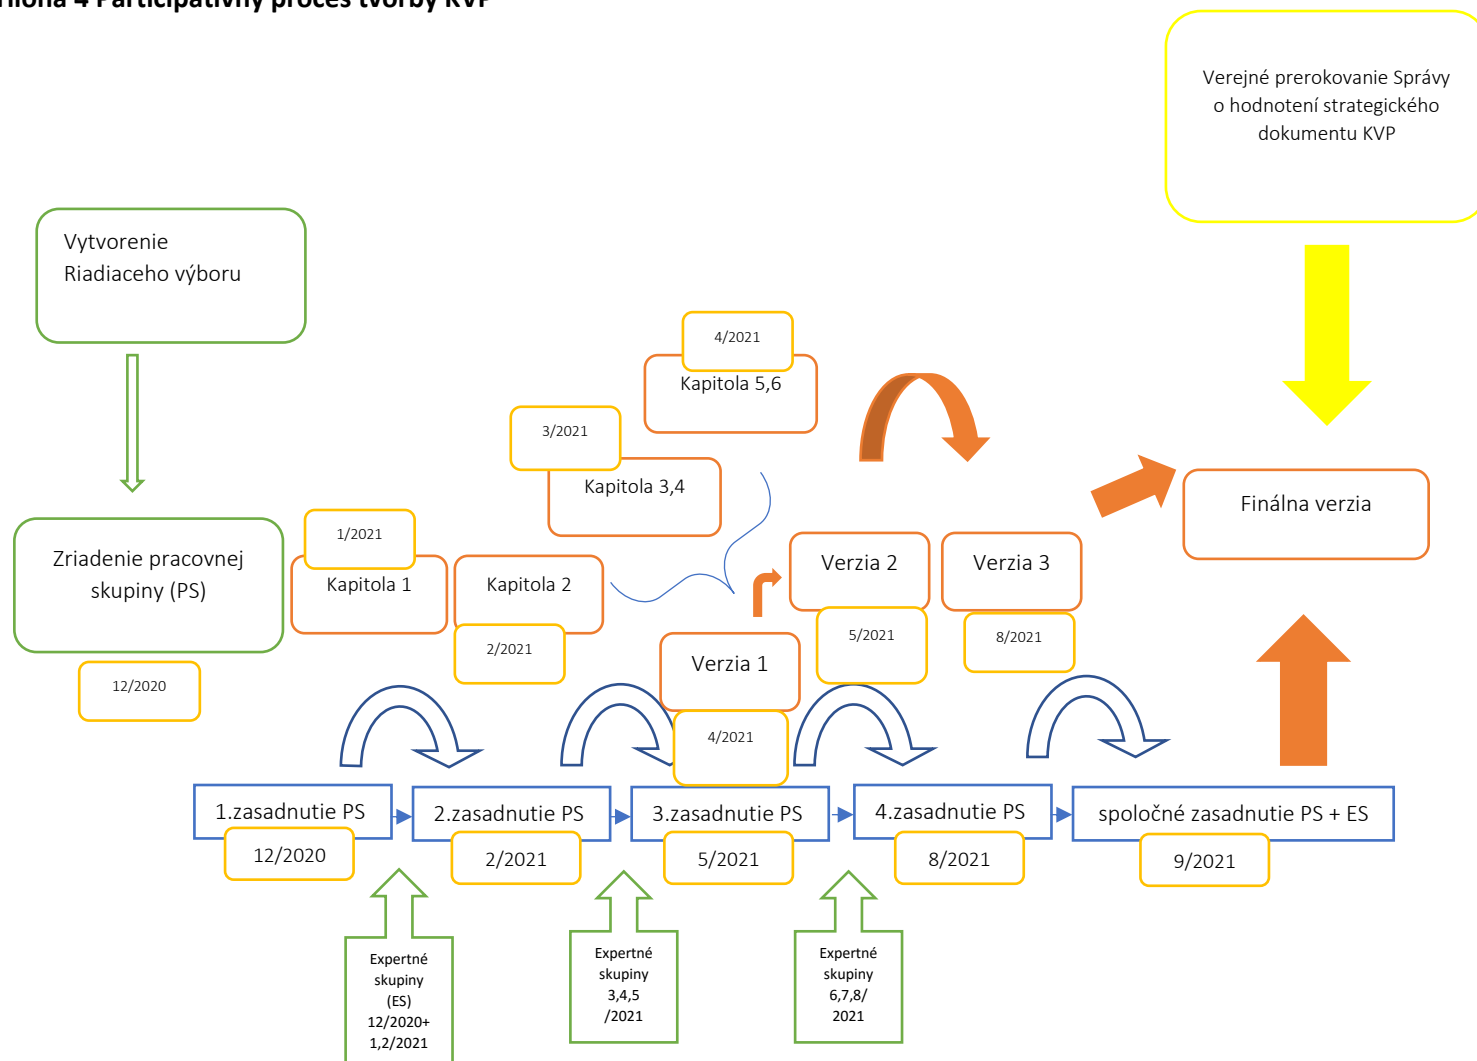 Participatívny proces tvorby KVP
Verejné prerokovanie Správy
o hodnotení strategického
dokumentu KVP
Vytvorenie
Riadiaceho výboru
4/2021
Kapitola 5,6
3/2021
Kapitola 3,4
Finálna verzia
1/2021
Zriadenie pracovnej
skupiny (PS)
Kapitola 1
Kapitola 2
Verzia 2
Verzia 3
2/2021
5/2021
8/2021
Verzia 1
12/2020
4/2021
1.zasadnutie PS
2.zasadnutie PS
3.zasadnutie PS
4.zasadnutie PS
spoločné zasadnutie PS + ES
12/2020
2/2021
5/2021
8/2021
9/2021
Expertné
skupiny
(ES)
12/2020+
1,2/2021
Expertné
skupiny
3,4,5
/2021
Expertné
skupiny
6,7,8/
2021